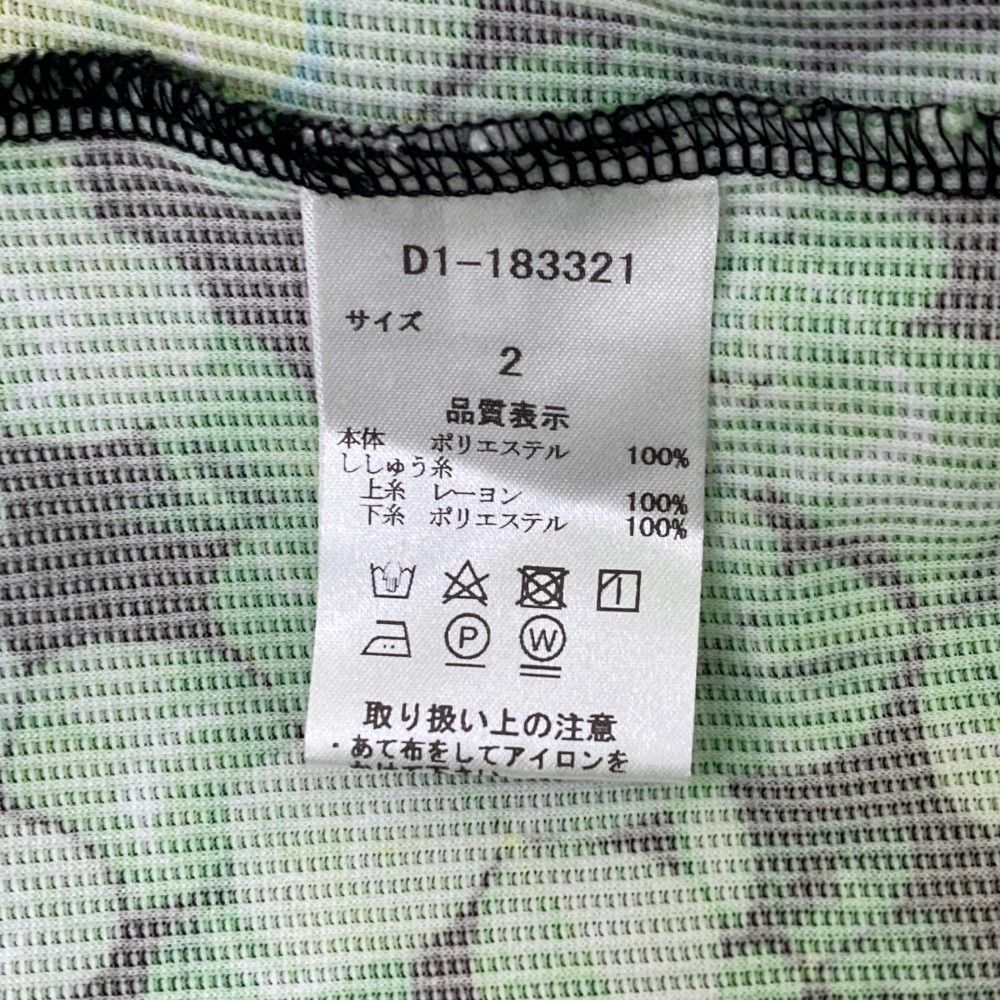 D1-183321
サイズ
2
品質表示
本体 ポリエステル 100%
ししゅう糸
上糸 レーヨン 100%
下糸 ポリエステル 100%
P W
取り扱い上の注意
・あて布をしてアイロンを